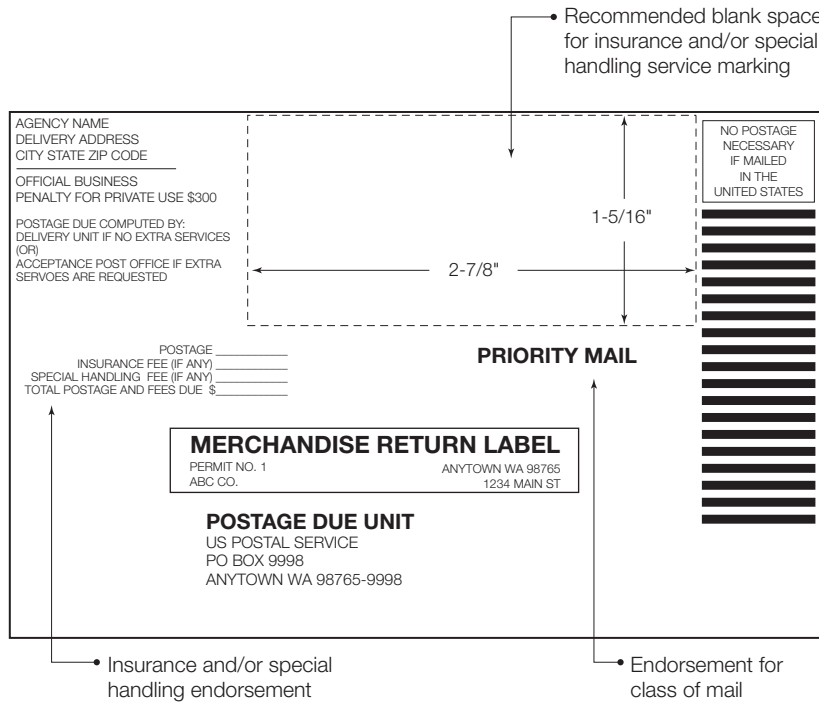 Recommended blank space
for insurance and/or special
handling service marking
AGENCY NAME
DELIVERY ADDRESS
CITY STATE ZIP CODE
OFFICIAL BUSINESS
PENALTY FOR PRIVATE USE $300
POSTAGE DUE COMPUTED BY:
DELIVERY UNIT IF NO EXTRA SERVICES
(OR)
ACCEPTANCE POST OFFICE IF EXTRA
SERVOES ARE REQUESTED
1-5/16"
2-7/8"
NO POSTAGE
NECESSARY
IF MAILED
IN THE
UNITED STATES
POSTAGE
INSURANCE FEE (IF ANY)
SPECIAL HANDLING FEE (IF ANY)
TOTAL POSTAGE AND FEES DUE $
PRIORITY MAIL
MERCHANDISE RETURN LABEL
PERMIT NO. 1 ANYTOWN WA 98765
ABC CO. 1234 MAIN ST
POSTAGE DUE UNIT
US POSTAL SERVICE
PO BOX 9998
ANYTOWN WA 98765-9998
Insurance and/or special
handling endorsement
Endorsement for
class of mail